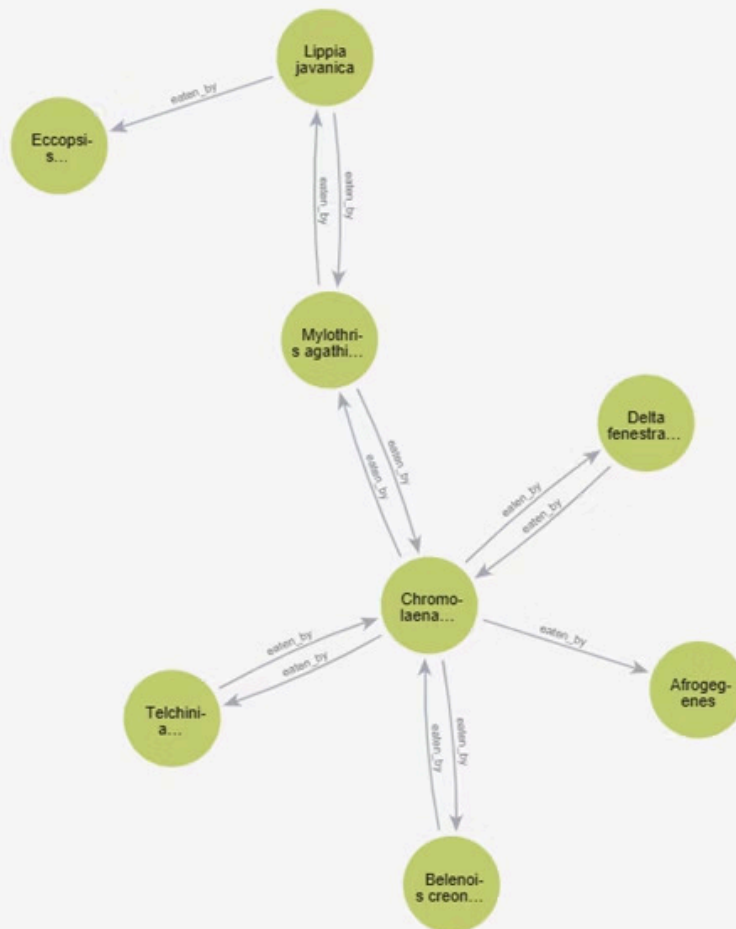 Lippia
javanica
eaten_by
Eccopsi-
s...
eaten_by
eaten_by
Mylothri-
s agathi...
Delta
fenestra...
eaten_by
eaten_by
eaten_by
eaten_by
Chromo-
laena...
eaten_by
eaten_by
eaten_by
Afrogeg-
enes
Telchini-
a...
eaten_by
eaten_by
Belenoi-
s creon...